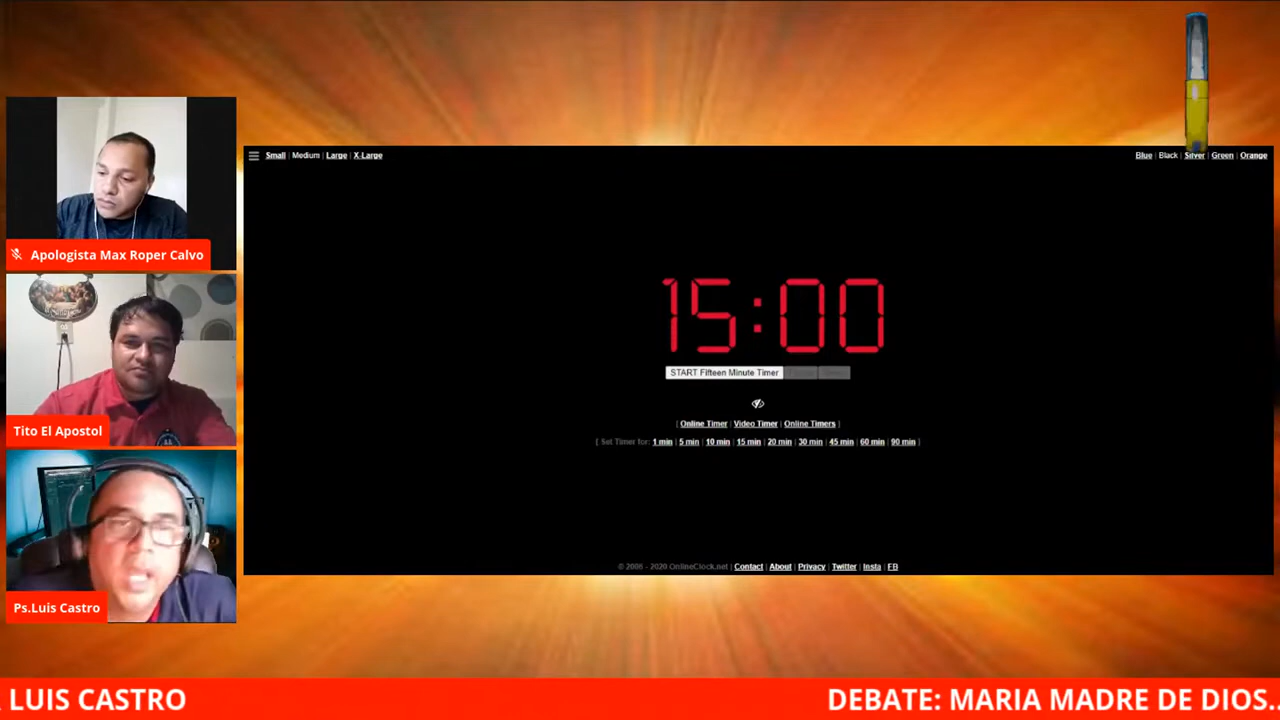 Small | Medium | Large | X-Large
Blue | Black | Silver | Green | Orange
Apologista Max Roper Calvo
15:00
START Fifteen Minute Timer
| Online Timer | Video Timer | Online Timers |
Tito El Apostol
[ Set Timer for: 1 min | 5 min | 10 min | 15 min | 20 min | 30 min | 45 min | 60 min | 90 min ]
© 2006 - 2020 OnlineClock.net | Contact | About | Privacy | Twitter | Insta | FB
Ps.Luis Castro
LUIS CASTRO
DEBATE: MARIA MADRE DE DIOS..